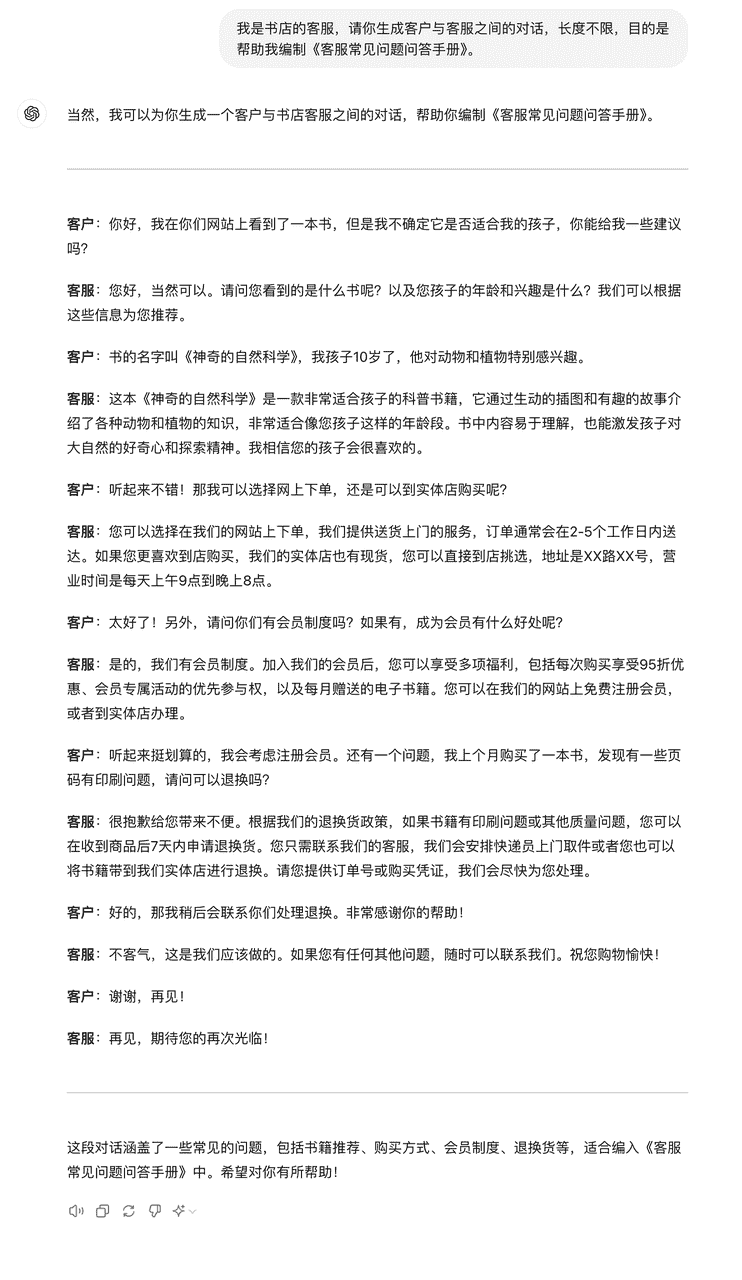 我是书店的客服，请你生成客户与客服之间的对话，长度不限，目的是
帮助我编制《客服常见问题问答手册》。
当然，我可以为你生成一个客户与书店客服之间的对话，帮助你编制《客服常见问题问答手册》。
客户：你好，我在你们网站上看到了一本书，但是我不确定它是否适合我的孩子，你能给我一些建议
吗？
客服：您好，当然可以。请问您看到的是什么书呢？以及您孩子的年龄和兴趣是什么？我们可以根据
这些信息为您推荐。
客户：书的名字叫《神奇的自然科学》，我孩子10岁了，他对动物和植物特别感兴趣。
客服：这本《神奇的自然科学》是一款非常适合孩子的科普书籍，它通过生动的插图和有趣的故事介
绍了各种动物和植物的知识，非常适合像您孩子这样的年龄段。书中内容易于理解，也能激发孩子对
大自然的好奇心和探索精神。我相信您的孩子会很喜欢的。
客户：听起来不错！那我可以选择网上下单，还是可以到实体店购买呢？
客服：您可以选择在我们的网站上下单，我们提供送货上门的服务，订单通常会在2-5个工作日内送
达。如果您更喜欢到店购买，我们的实体店也有现货，您可以直接到店挑选，地址是XX路XX号，营
业时间是每天上午9点到晚上8点。
客户：太好了！另外，请问你们有会员制度吗？如果有，成为会员有什么好处呢？
客服：是的，我们有会员制度。加入我们的会员后，您可以享受多项福利，包括每次购买享受95折优
惠、会员专属活动的优先参与权，以及每月赠送的电子书籍。您可以在我们的网站上免费注册会员，
或者到实体店办理。
客户：听起来挺划算的，我会考虑注册会员。还有一个问题，我上个月购买了一本书，发现有一些页
码有印刷问题，请问可以退换吗？
客服：很抱歉给您带来不便。根据我们的退换货政策，如果书籍有印刷问题或其他质量问题，您可以
在收到商品后7天内申请退换货。您只需联系我们的客服，我们会安排快递员上门取件或者您也可以
将书籍带到我们实体店进行退换。请您提供订单号或购买凭证，我们会尽快为您处理。
客户：好的，那我稍后会联系你们处理退换。非常感谢你的帮助！
客服：不客气，这是我们应该做的。如果您有任何其他问题，随时可以联系我们。祝您购物愉快！
客户：谢谢，再见！
客服：再见，期待您的再次光临！
这段对话涵盖了一些常见的问题，包括书籍推荐、购买方式、会员制度、退换货等，适合编入《客服
常见问题问答手册》中。希望对你有所帮助！